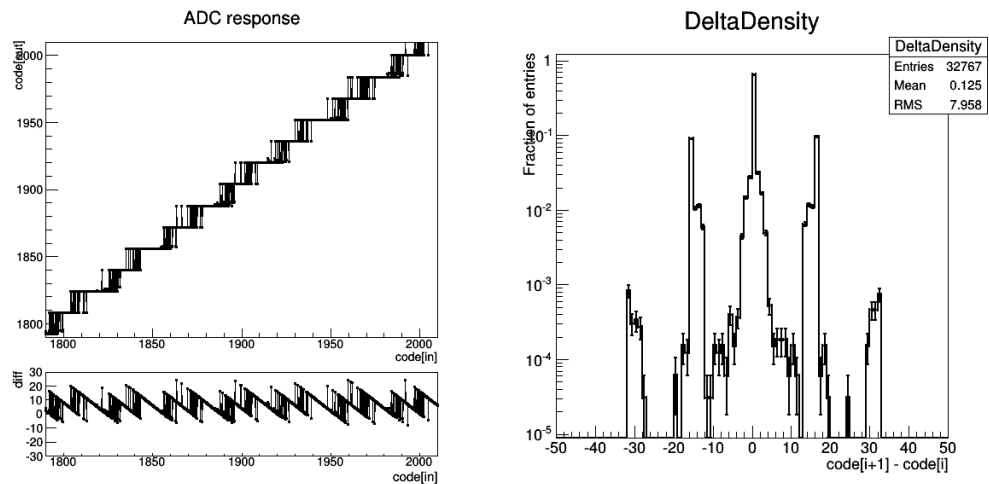 ADC response
code[out]
2000
1900
1800
1800
1850
1900
1950
2000
code[in]
diff
30
20
10
0
-10
-20
-30
1800
1850
1900
1950
2000
code[in]
DeltaDensity
DeltaDensity
Entries 32767
Mean 0.125
RMS 7.958
Fraction of entries
1
10-1
10-2
10-3
10-4
10-5
-50 -40 -30 -20 -10 0 10 20 30 40 50
code[i+1] - code[i]